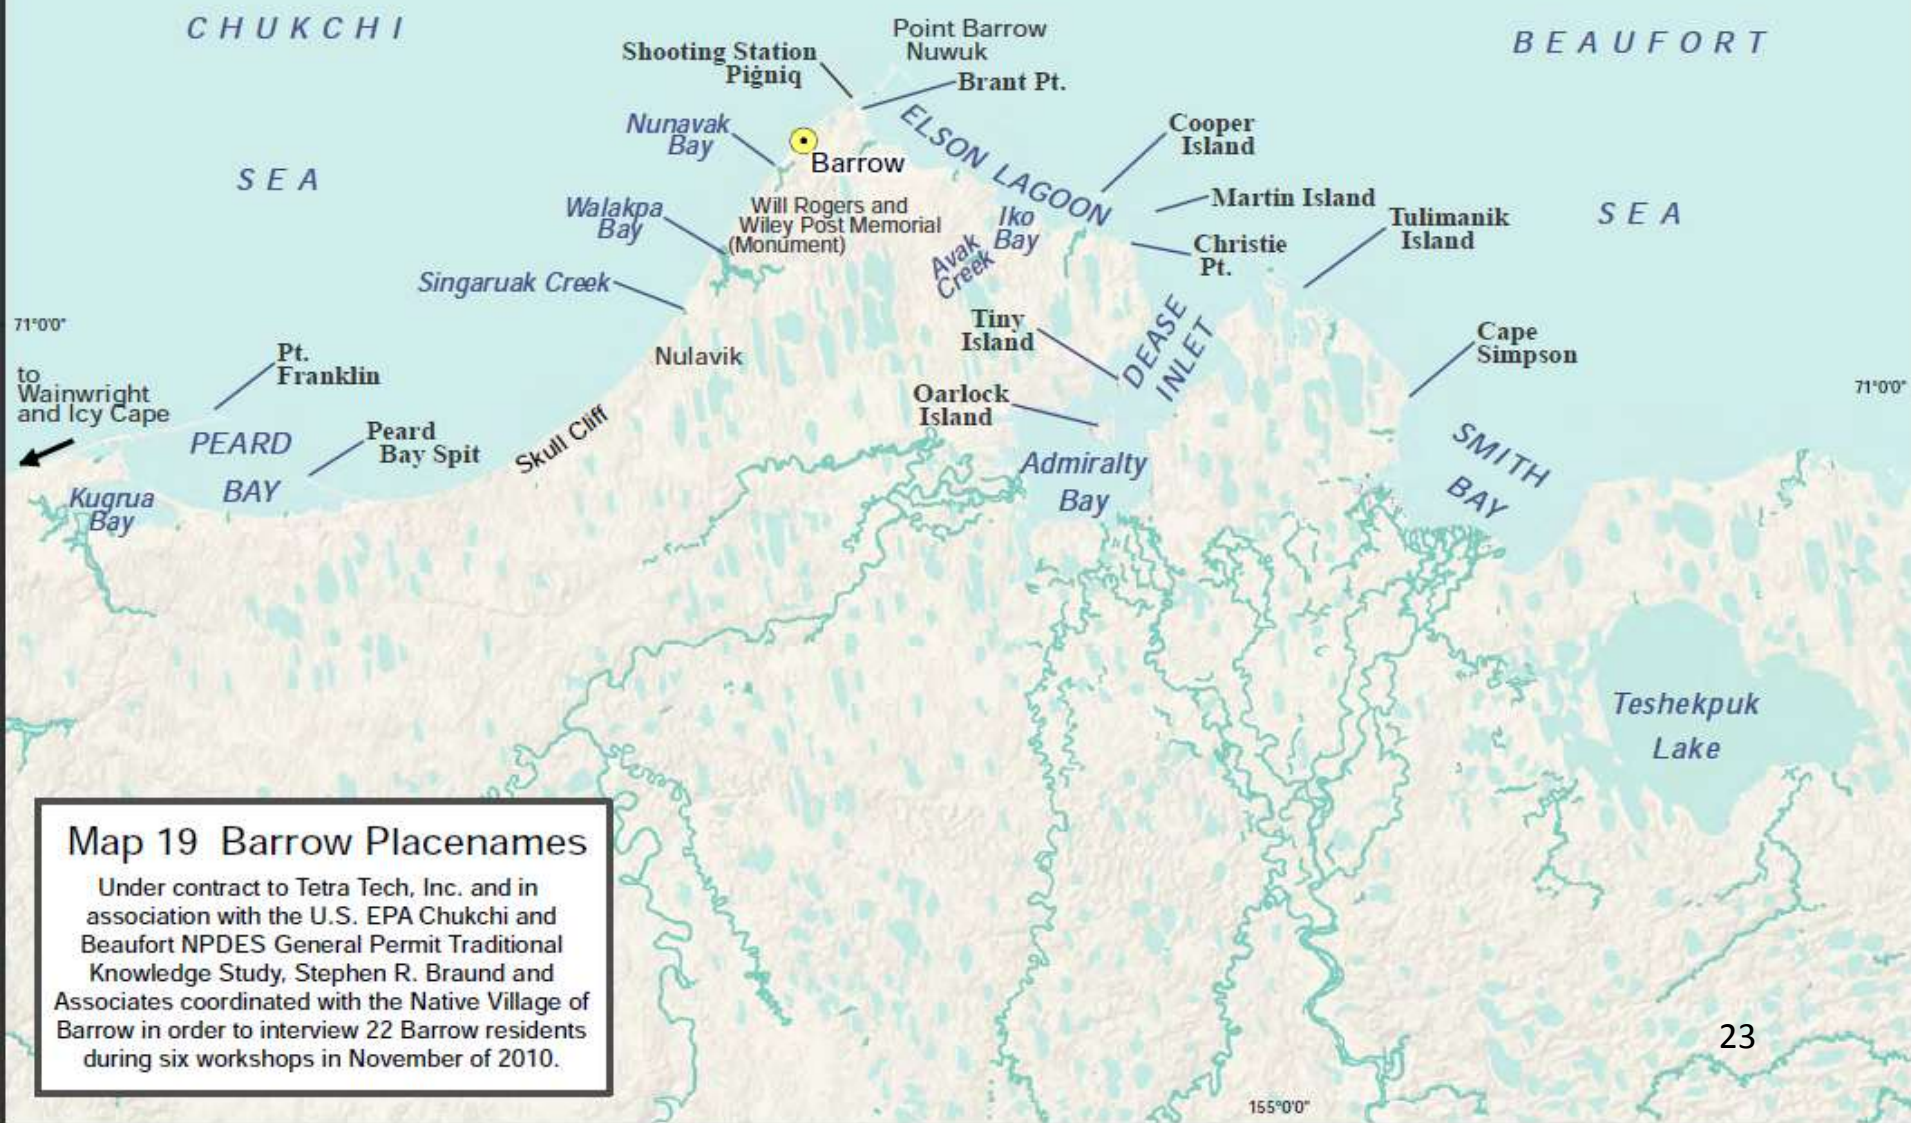 CHUKCHI
SEA
BEAUFORT
SEA
Point Barrow
Nuwuk
Shooting Station
Piġniq
Brant Pt.
Nunavak
Bay
Barrow
ELSON LAGOON
Cooper
Island
Martin Island
Tulimanik
Island
Christie
Pt.
Walakpa
Bay
Will Rogers and
Wiley Post Memorial
(Monument)
Iko
Bay
Avak
Creek
Singaruak Creek
71°0'0"
Nulavik
Tiny
Island
DEASE
INLET
Cape
Simpson
Pt.
Franklin
to
Wainwright
and Icy Cape
71°0'0"
Oarlock
Island
PEARD
BAY
Peard
Bay Spit
Skull Cliff
Kugrua
Bay
Admiralty
Bay
SMITH
BAY
Teshekpuk
Lake
Map 19 Barrow Placenames
Under contract to Tetra Tech, Inc. and in
association with the U.S. EPA Chukchi and
Beaufort NPDES General Permit Traditional
Knowledge Study, Stephen R. Braund and
Associates coordinated with the Native Village of
Barrow in order to interview 22 Barrow residents
during six workshops in November of 2010.
23
155°0'0"